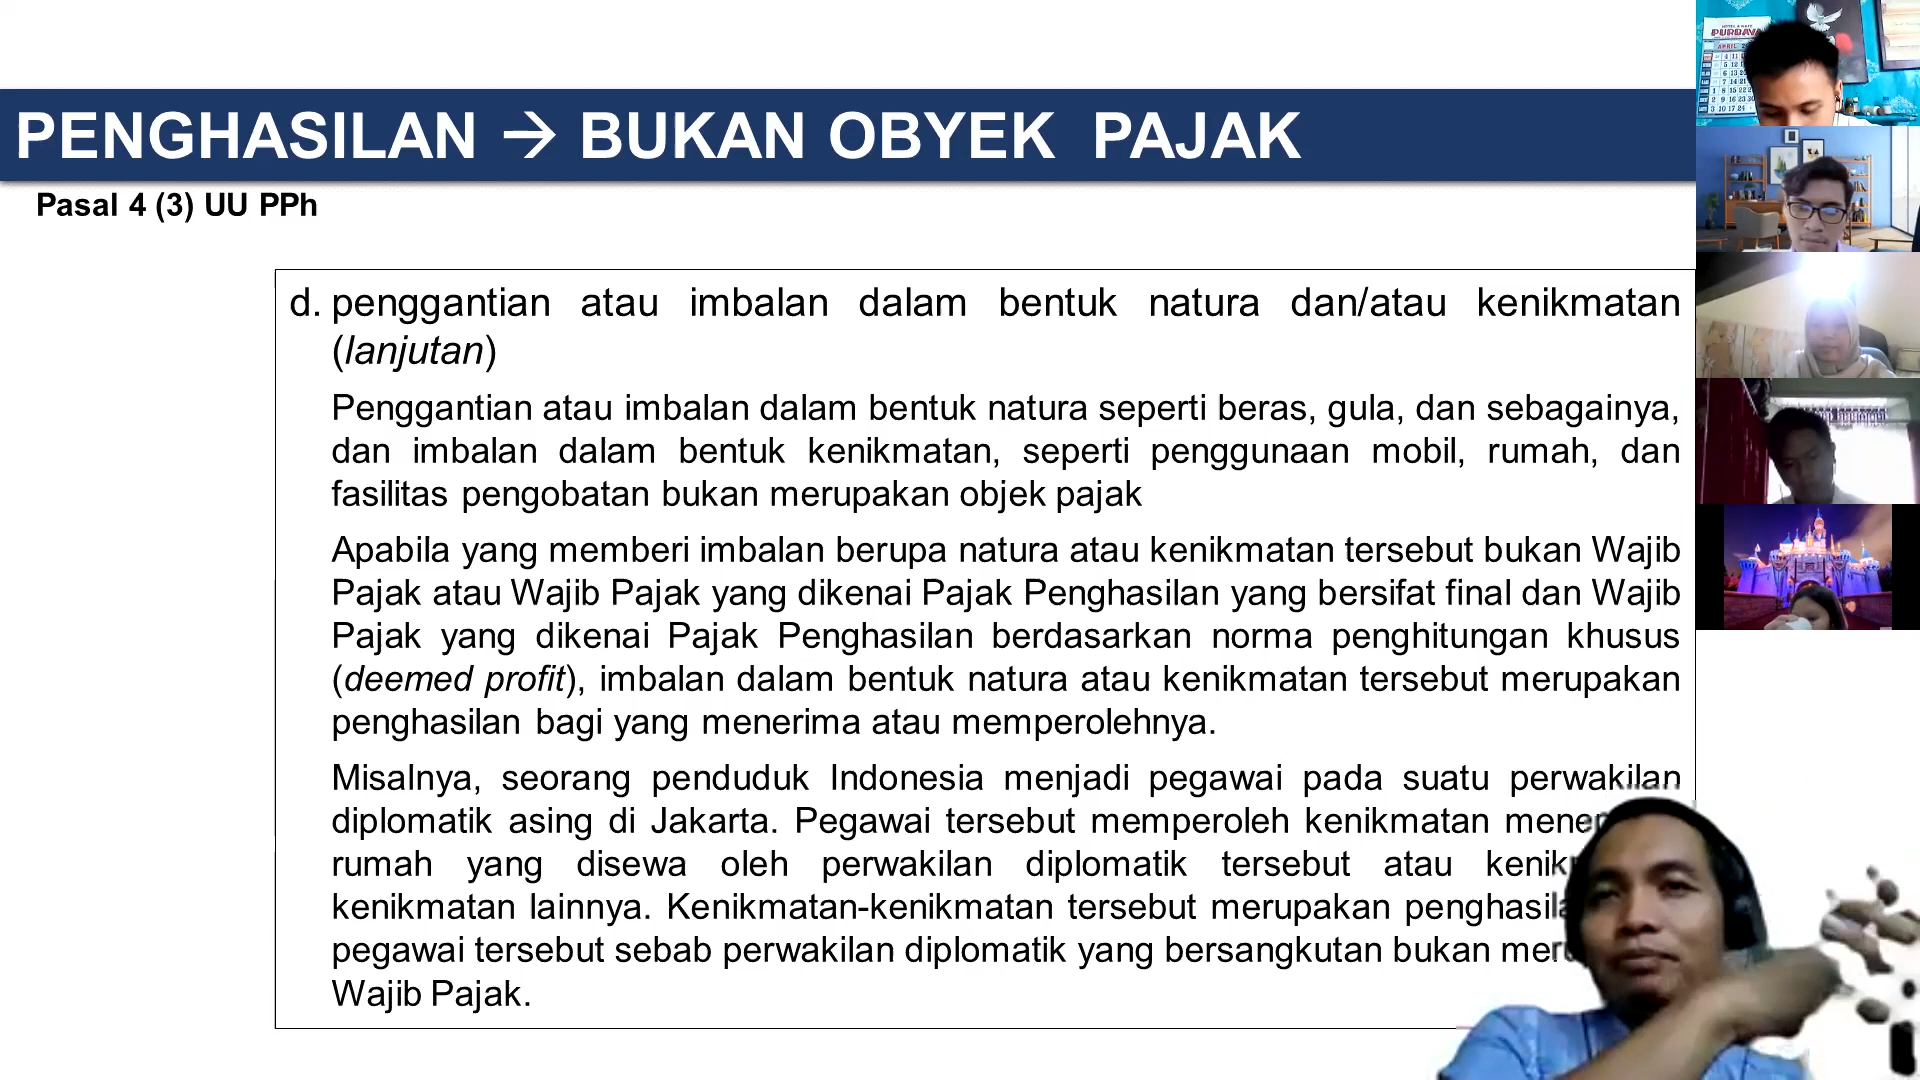 PENGHASILAN → BUKAN OBYEK PAJAK
Pasal 4 (3) UU PPh
d. penggantian atau imbalan dalam bentuk natura dan/atau kenikmatan
(lanjutan)
Penggantian atau imbalan dalam bentuk natura seperti beras, gula, dan sebagainya,
dan imbalan dalam bentuk kenikmatan, seperti penggunaan mobil, rumah, dan
fasilitas pengobatan bukan merupakan objek pajak
Apabila yang memberi imbalan berupa natura atau kenikmatan tersebut bukan Wajib
Pajak atau Wajib Pajak yang dikenai Pajak Penghasilan yang bersifat final dan Wajib
Pajak yang dikenai Pajak Penghasilan berdasarkan norma penghitungan khusus
(deemed profit), imbalan dalam bentuk natura atau kenikmatan tersebut merupakan
penghasilan bagi yang menerima atau memperolehnya.
Misalnya, seorang penduduk Indonesia menjadi pegawai pada suatu perwakilan
diplomatik asing di Jakarta. Pegawai tersebut memperoleh kenikmatan
rumah yang disewa oleh perwakilan diplomatik tersebut atau
kenikmatan lainnya. Kenikmatan-kenikmatan tersebut merupakan
pegawai tersebut sebab perwakilan diplomatik yang bersangkutan bukan
Wajib Pajak.
APRIL